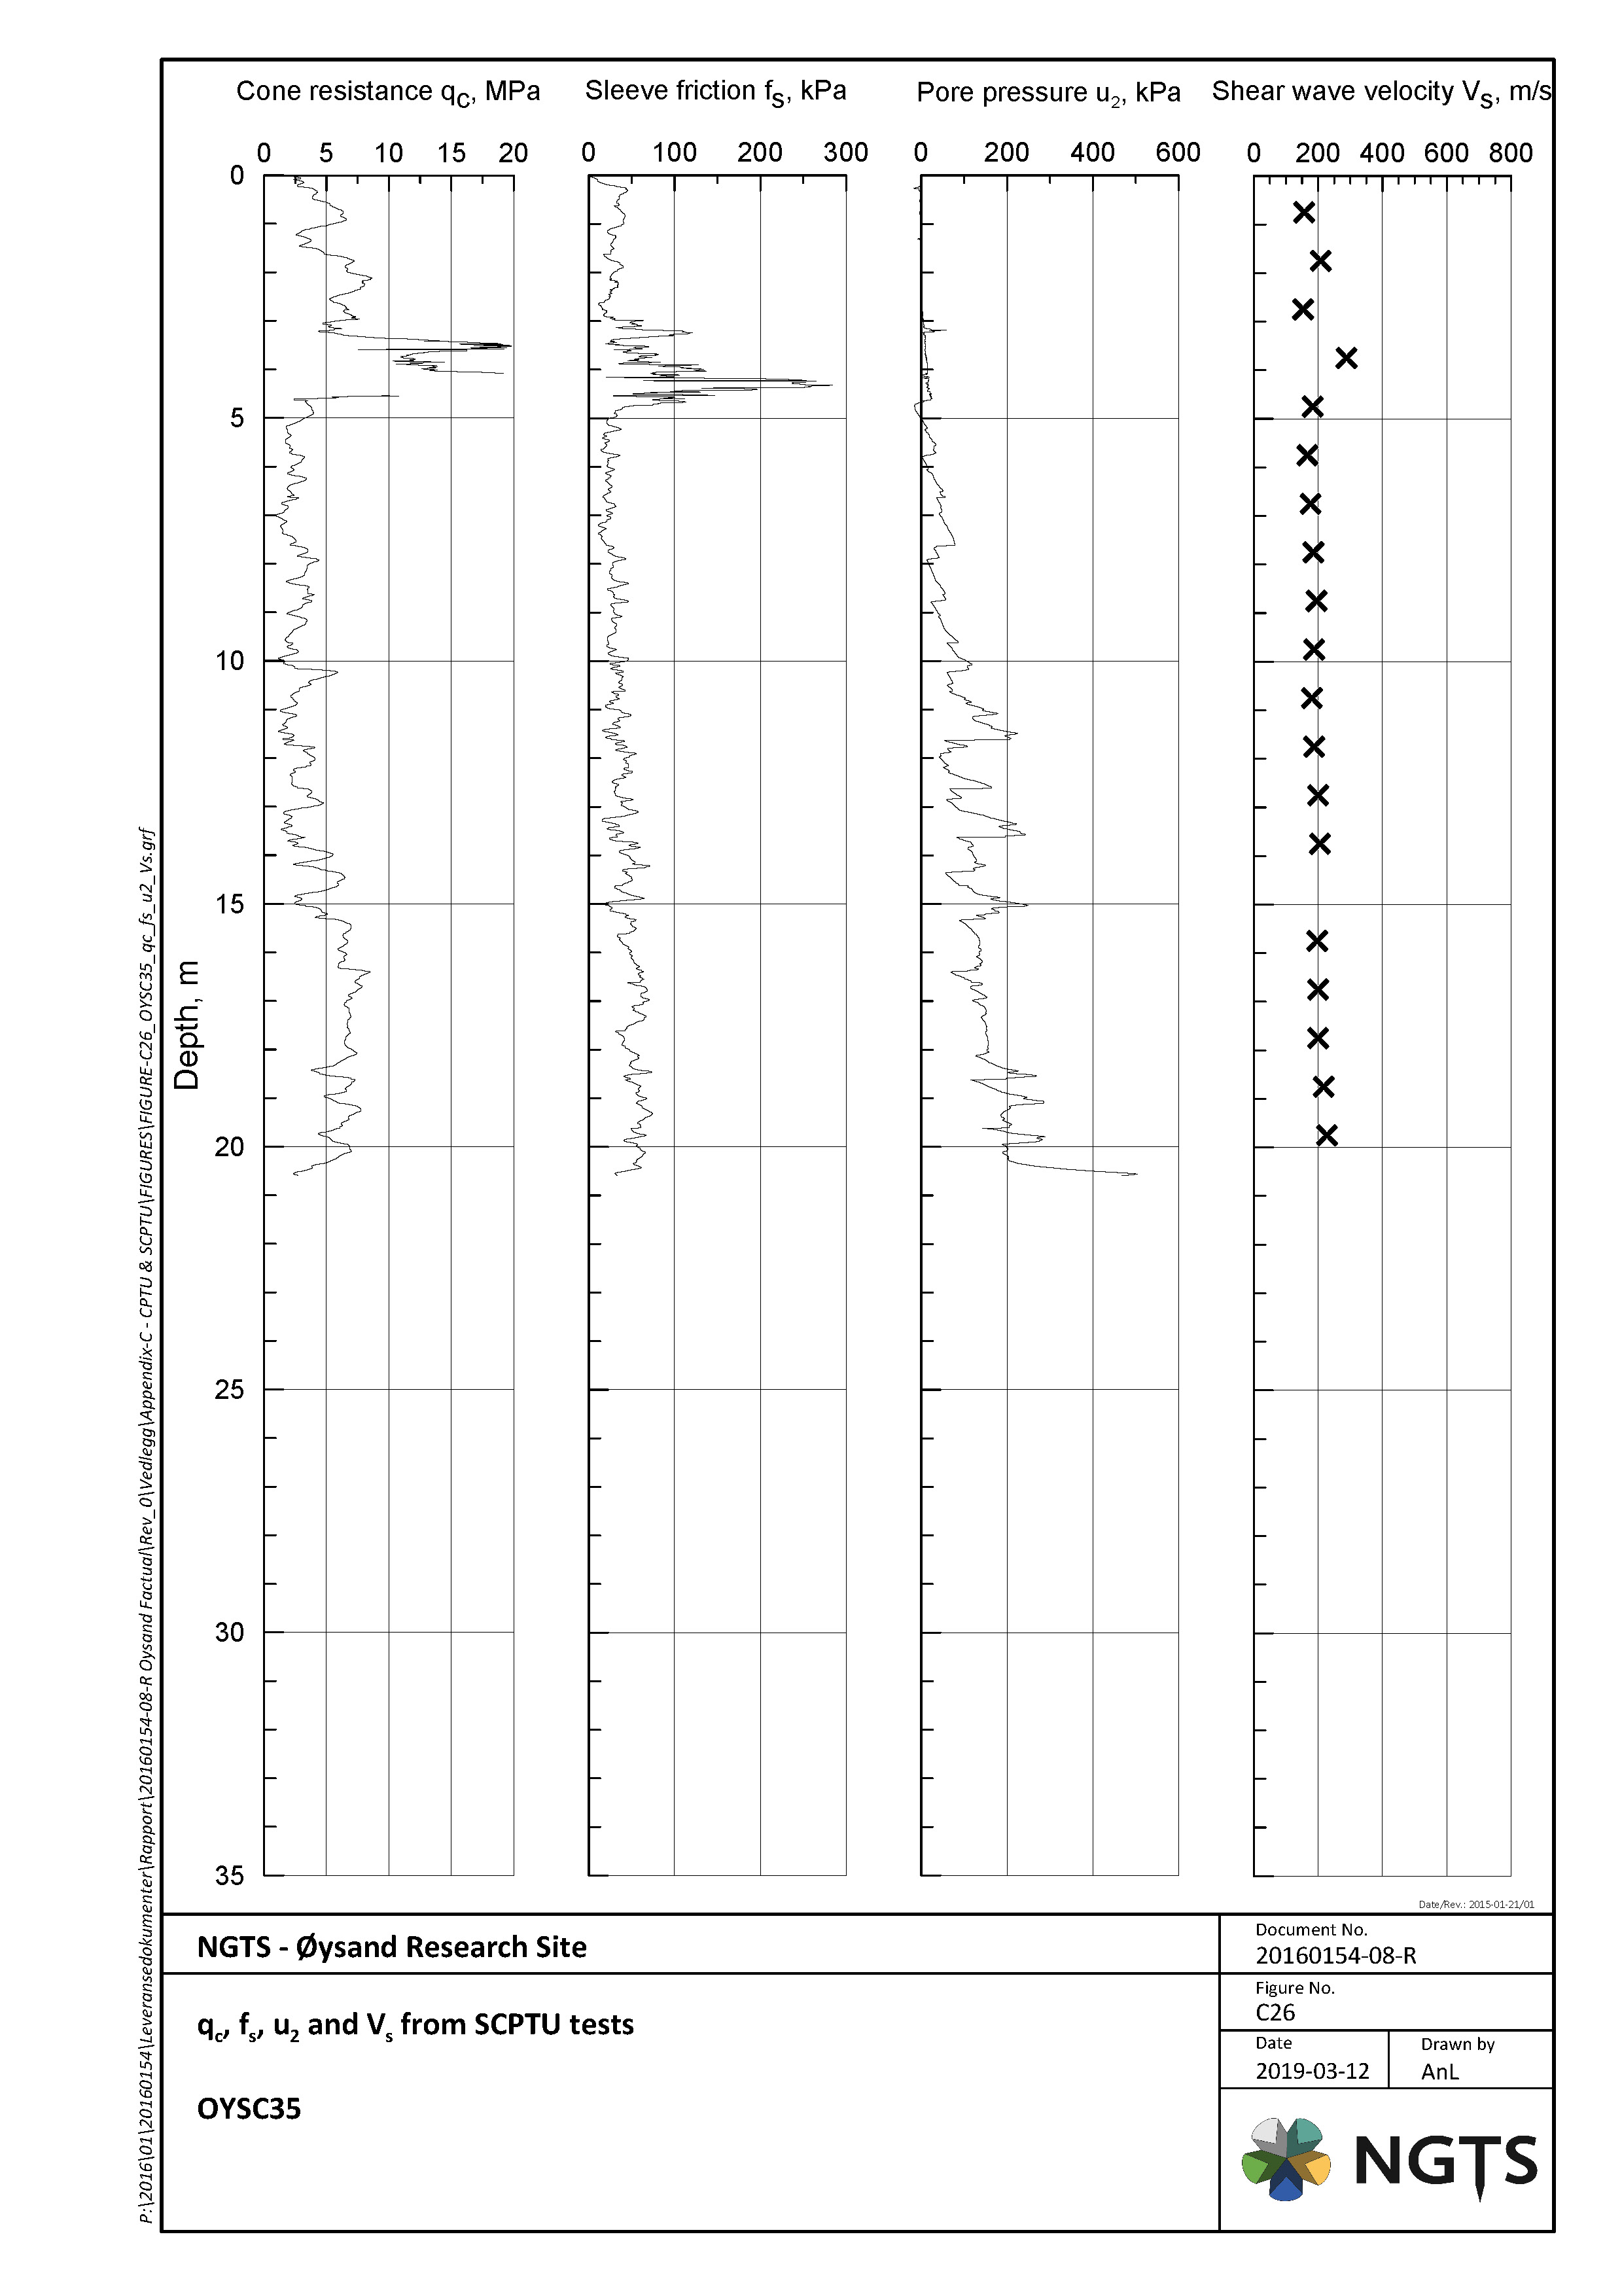 Cone resistance qc, MPa
Sleeve friction fs, kPa
Pore pressure u2, kPa
Shear wave velocity Vs, m/s
0 5 10 15 20
0 100 200 300
0 200 400 600
0 200 400 600 800
0
5
10
15
20
25
30
35
Depth, m
P:\2016\01\20160154\Leveransedokumenter\Rapport\20160154-08-R Oysand Factual\Rev_0\Vedlegg\Appendix-C - CPTU & SCPTU\FIGURES\FIGURE-C26_OYSC35_qc_fs_u2_Vs.grf
Date/Rev.: 2015-01-21/01
NGTS - Øysand Research Site
Document No.
20160154-08-R
qc, fs, u2 and Vs from SCPTU tests
OYSC35
Figure No.
C26
Date
2019-03-12
Drawn by
AnL
NGTS